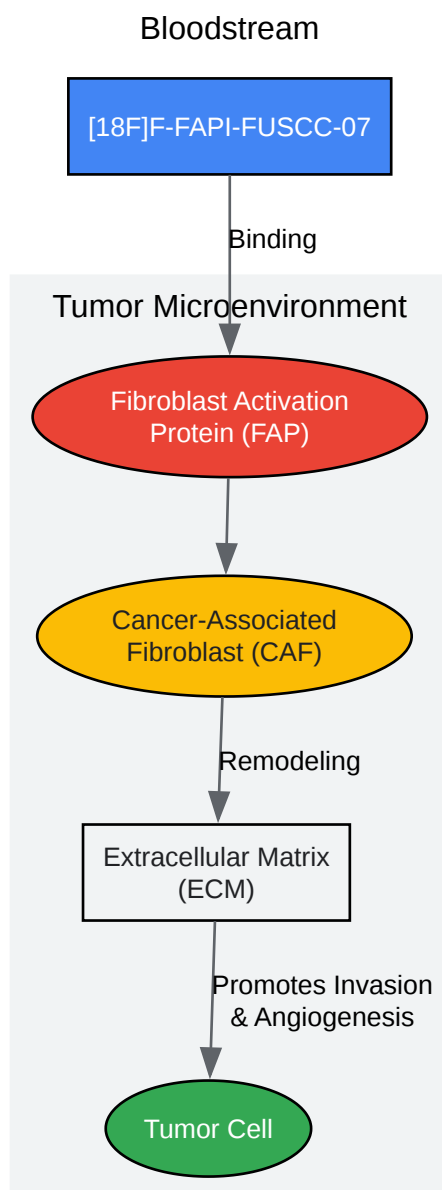 Bloodstream
[18F]F-FAPI-FUSCC-07
Binding
Tumor Microenvironment
Fibroblast Activation
Protein (FAP)
Cancer-Associated
Fibroblast (CAF)
Remodeling
Extracellular Matrix
(ECM)
Promotes Invasion
& Angiogenesis
Tumor Cell